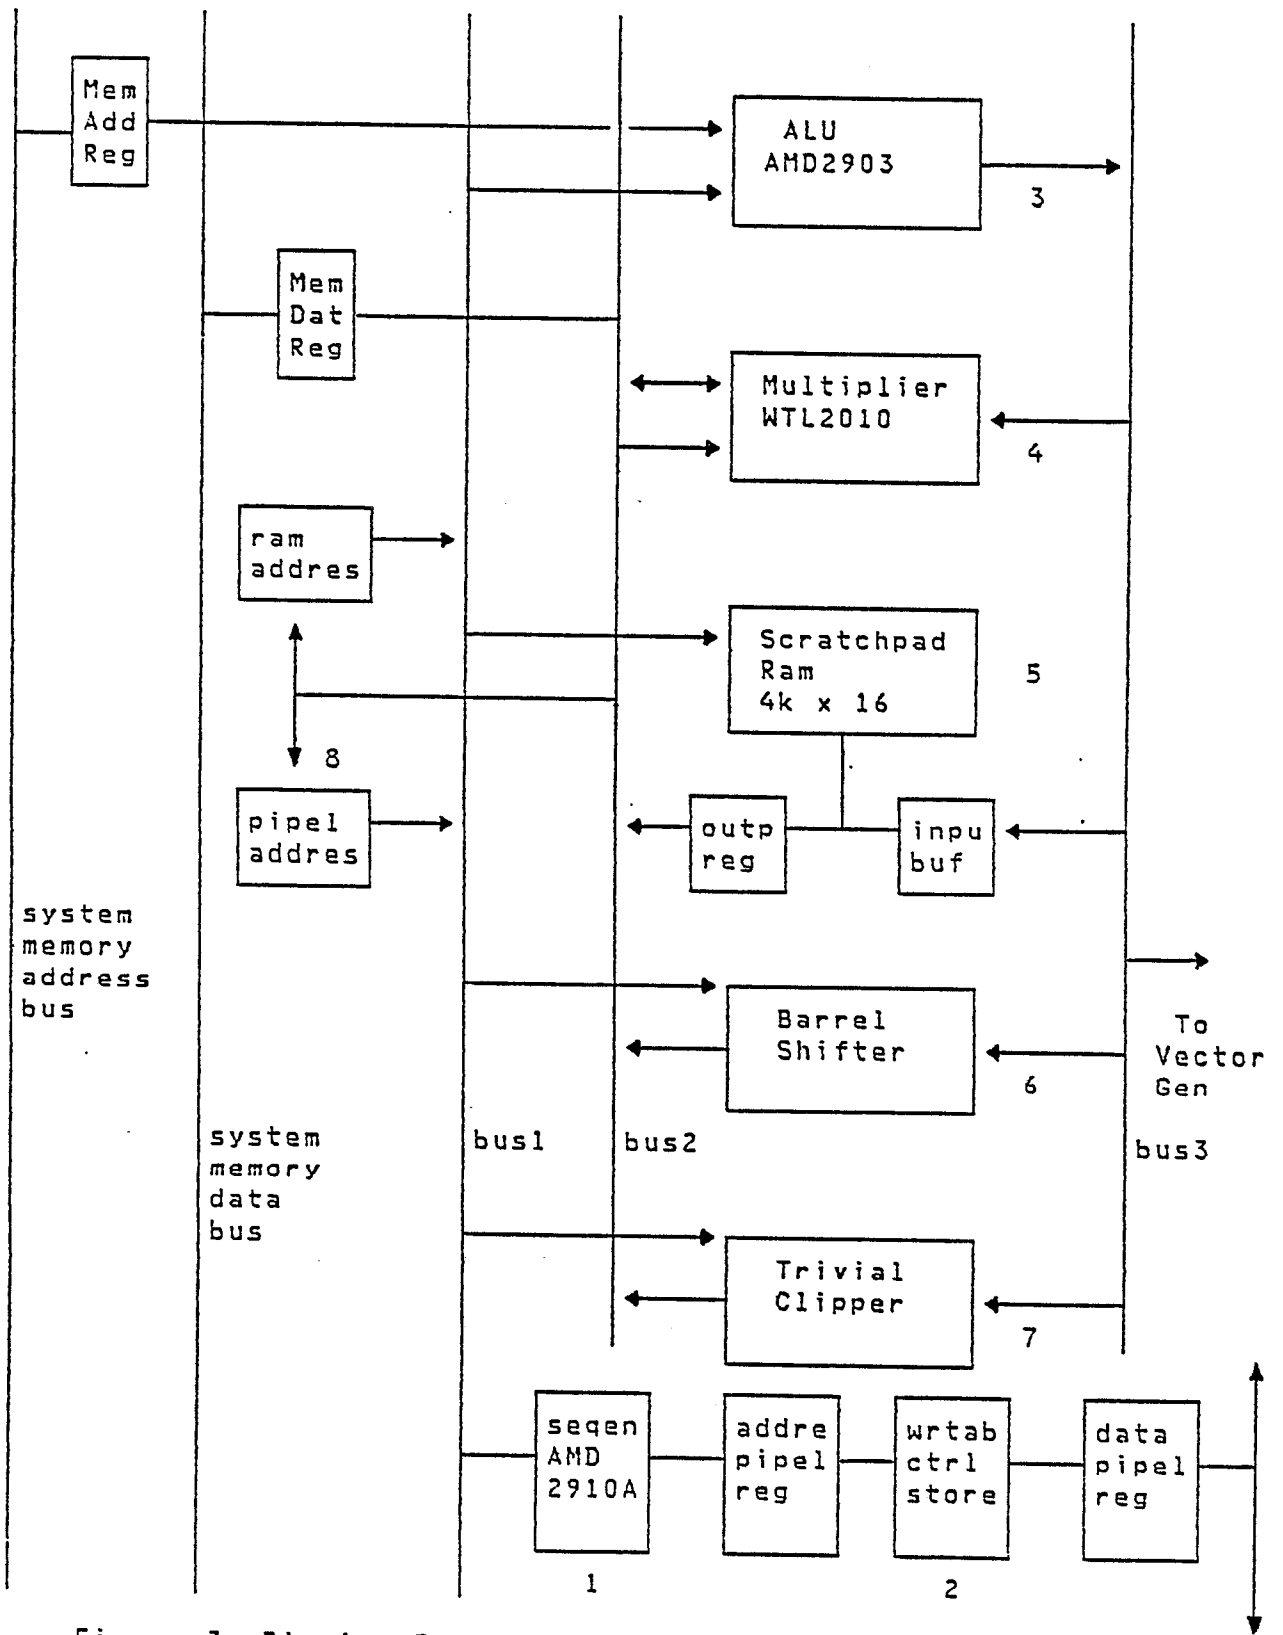 Mem
Add
Reg
ALU
AMD2903
3
Mem
Dat
Reg
Multiplier
WTL2010
4
ram
addres
Scratchpad
Ram
4k x 16
5
8
pipel
addres
outp
reg
inpu
buf
system
memory
address
bus
Barrel
Shifter
6
To
Vector
Gen
system
memory
data
bus
bus1
bus2
bus3
Trivial
Clipper
7
seqen
AMD
2910A
addre
pipel
reg
wrtab
ctrl
store
data
pipel
reg
1
2